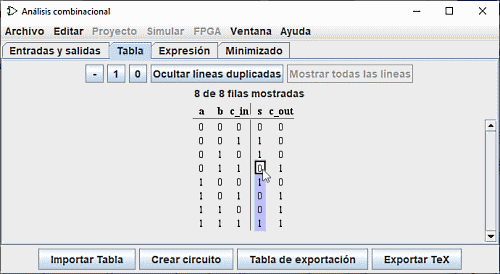 Análisis combinacional
Archivo Editar Proyecto Simular FPGA Ventana Ayuda
Entradas y salidas Tabla Expresión Minimizado
- 1 0 Ocultar líneas duplicadas Mostrar todas las líneas
8 de 8 filas mostradas
a b c_in s c_out
0 0 0 0 0
0 0 1 1 0
0 1 0 1 0
0 1 1 0 1
1 0 0 1 0
1 0 1 0 1
1 1 0 0 1
1 1 1 1 1
Importar Tabla Crear circuito Tabla de exportación Exportar TeX